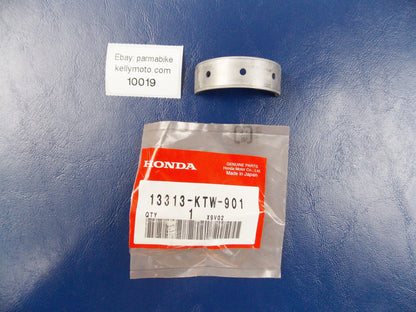 Ebay: parmabike
kellymoto.com
10019
HONDA
GENUINE PARTS
Honda Motor Co., Ltd.
Made in Japan
13313-KTW-901
QTY 1 X9V02